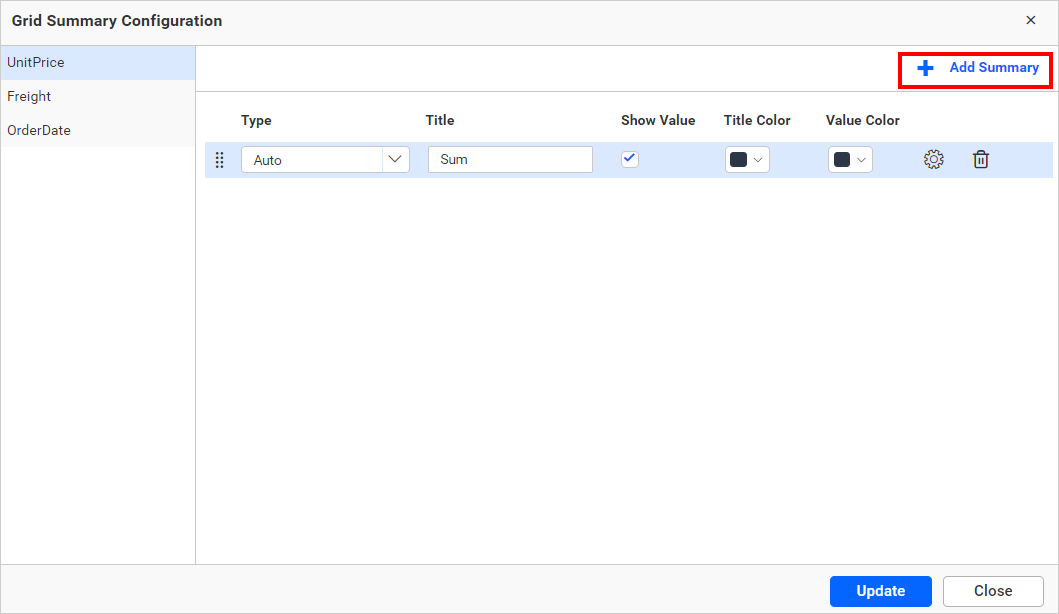 Grid Summary Configuration
UnitPrice
Freight
OrderDate
Add Summary
Type Title Show Value Title Color Value Color
Auto Sum
Update Close